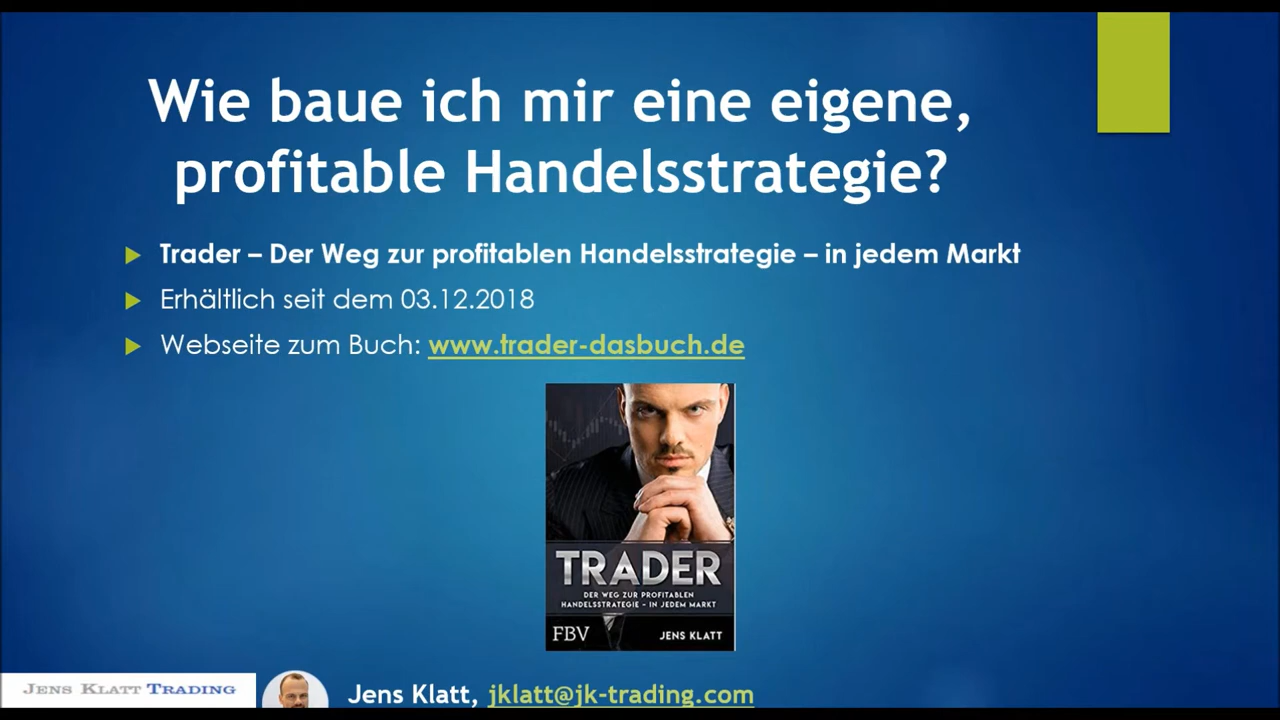 Wie baue ich mir eine eigene,
profitable Handelsstrategie?
Trader – Der Weg zur profitablen Handelsstrategie – in jedem Markt
Erhältlich seit dem 03.12.2018
Webseite zum Buch: www.trader-dasbuch.de
TRADER
DER WEG ZUR PROFITABLEN
HANDELSSTRATEGIE - IN JEDEM MARKT
FBV JENS KLATT
JENS KLATT TRADING
Jens Klatt, jklatt@jk-trading.com